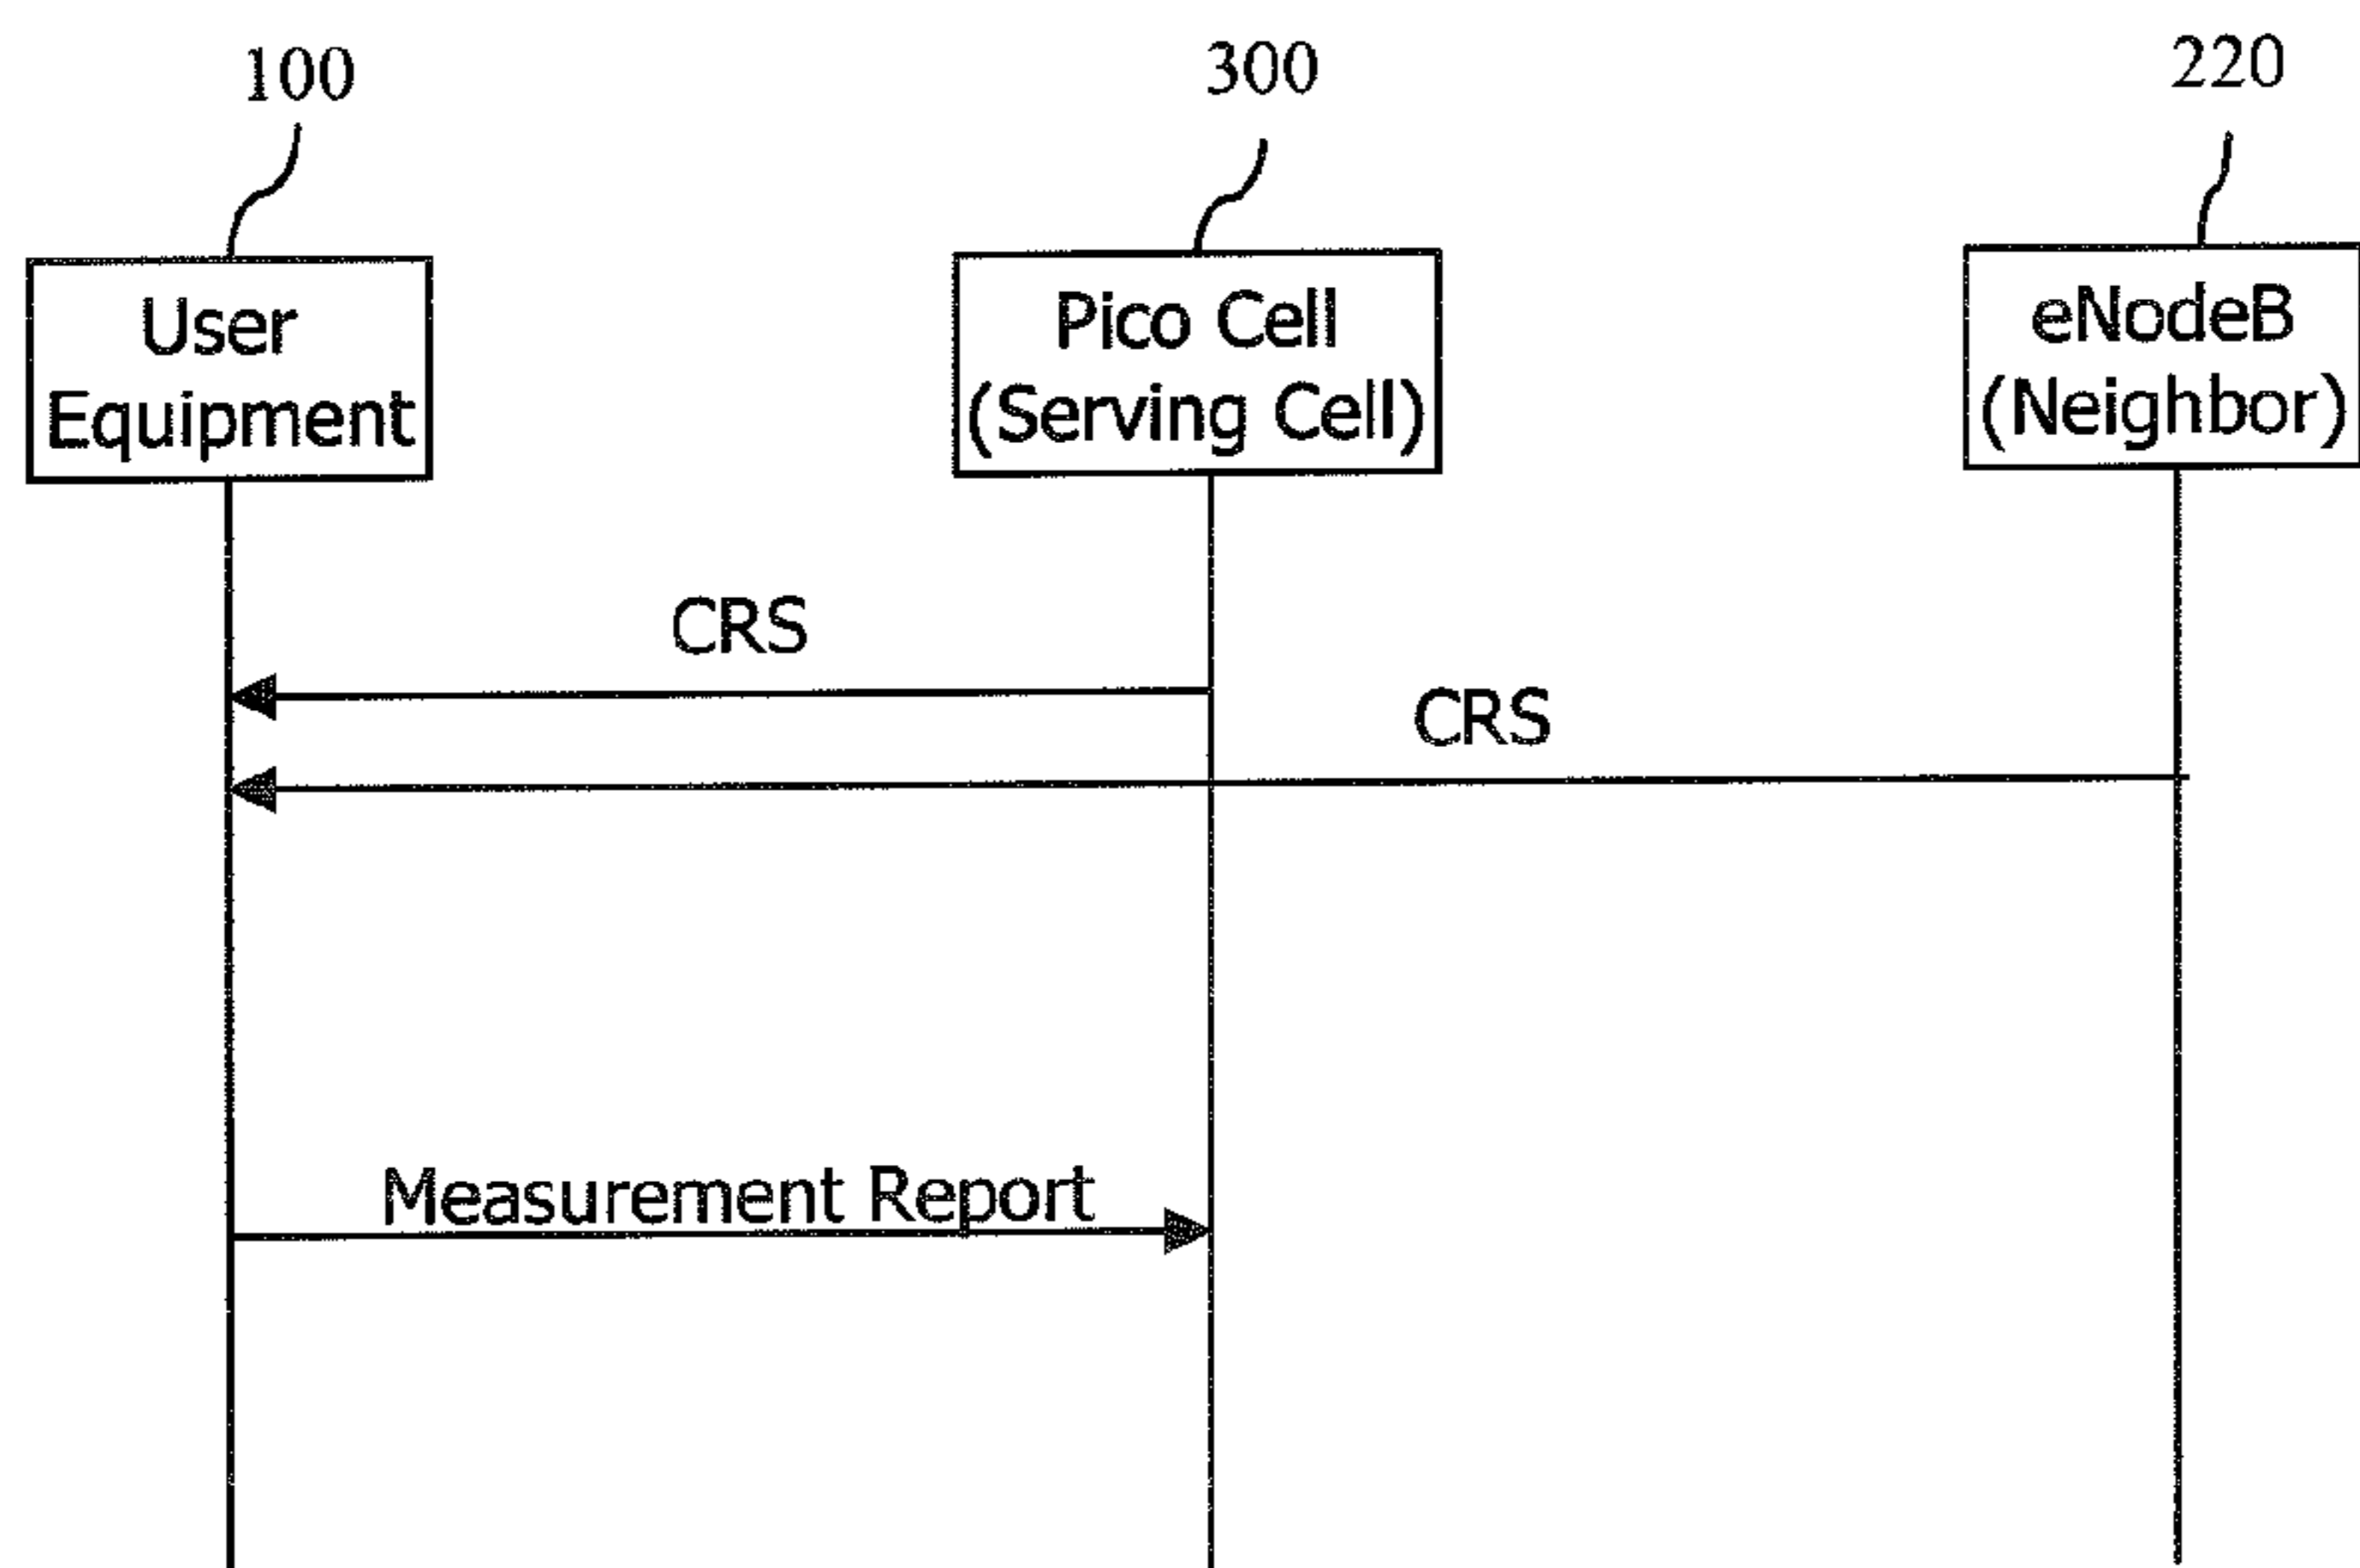 100
300
220
User
Equipment
Pico Cell
(Serving Cell)
eNodeB
(Neighbor)
CRS
CRS
Measurement Report